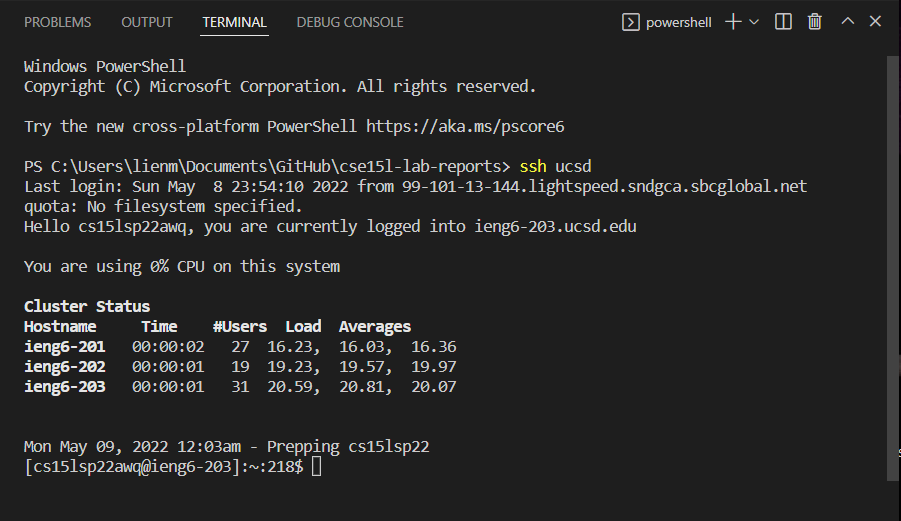 PROBLEMS OUTPUT TERMINAL DEBUG CONSOLE powershell
Windows PowerShell
Copyright (C) Microsoft Corporation. All rights reserved.
Try the new cross-platform PowerShell https://aka.ms/pscore6
PS C:\Users\lienm\Documents\GitHub\cse15l-lab-reports> ssh ucsd
Last login: Sun May  8 23:54:10 2022 from 99-101-13-144.lightspeed.sndgca.sbcglobal.net
quota: No filesystem specified.
Hello cs15lsp22awq, you are currently logged into ieng6-203.ucsd.edu
You are using 0% CPU on this system
Cluster Status
Hostname     Time    #Users  Load  Averages
ieng6-201   00:00:02   27  16.23,  16.03,  16.36
ieng6-202   00:00:01   19  19.23,  19.57,  19.97
ieng6-203   00:00:01   31  20.59,  20.81,  20.07
Mon May 09, 2022 12:03am - Prepping cs15lsp22
[cs15lsp22awq@ieng6-203]:~:218$